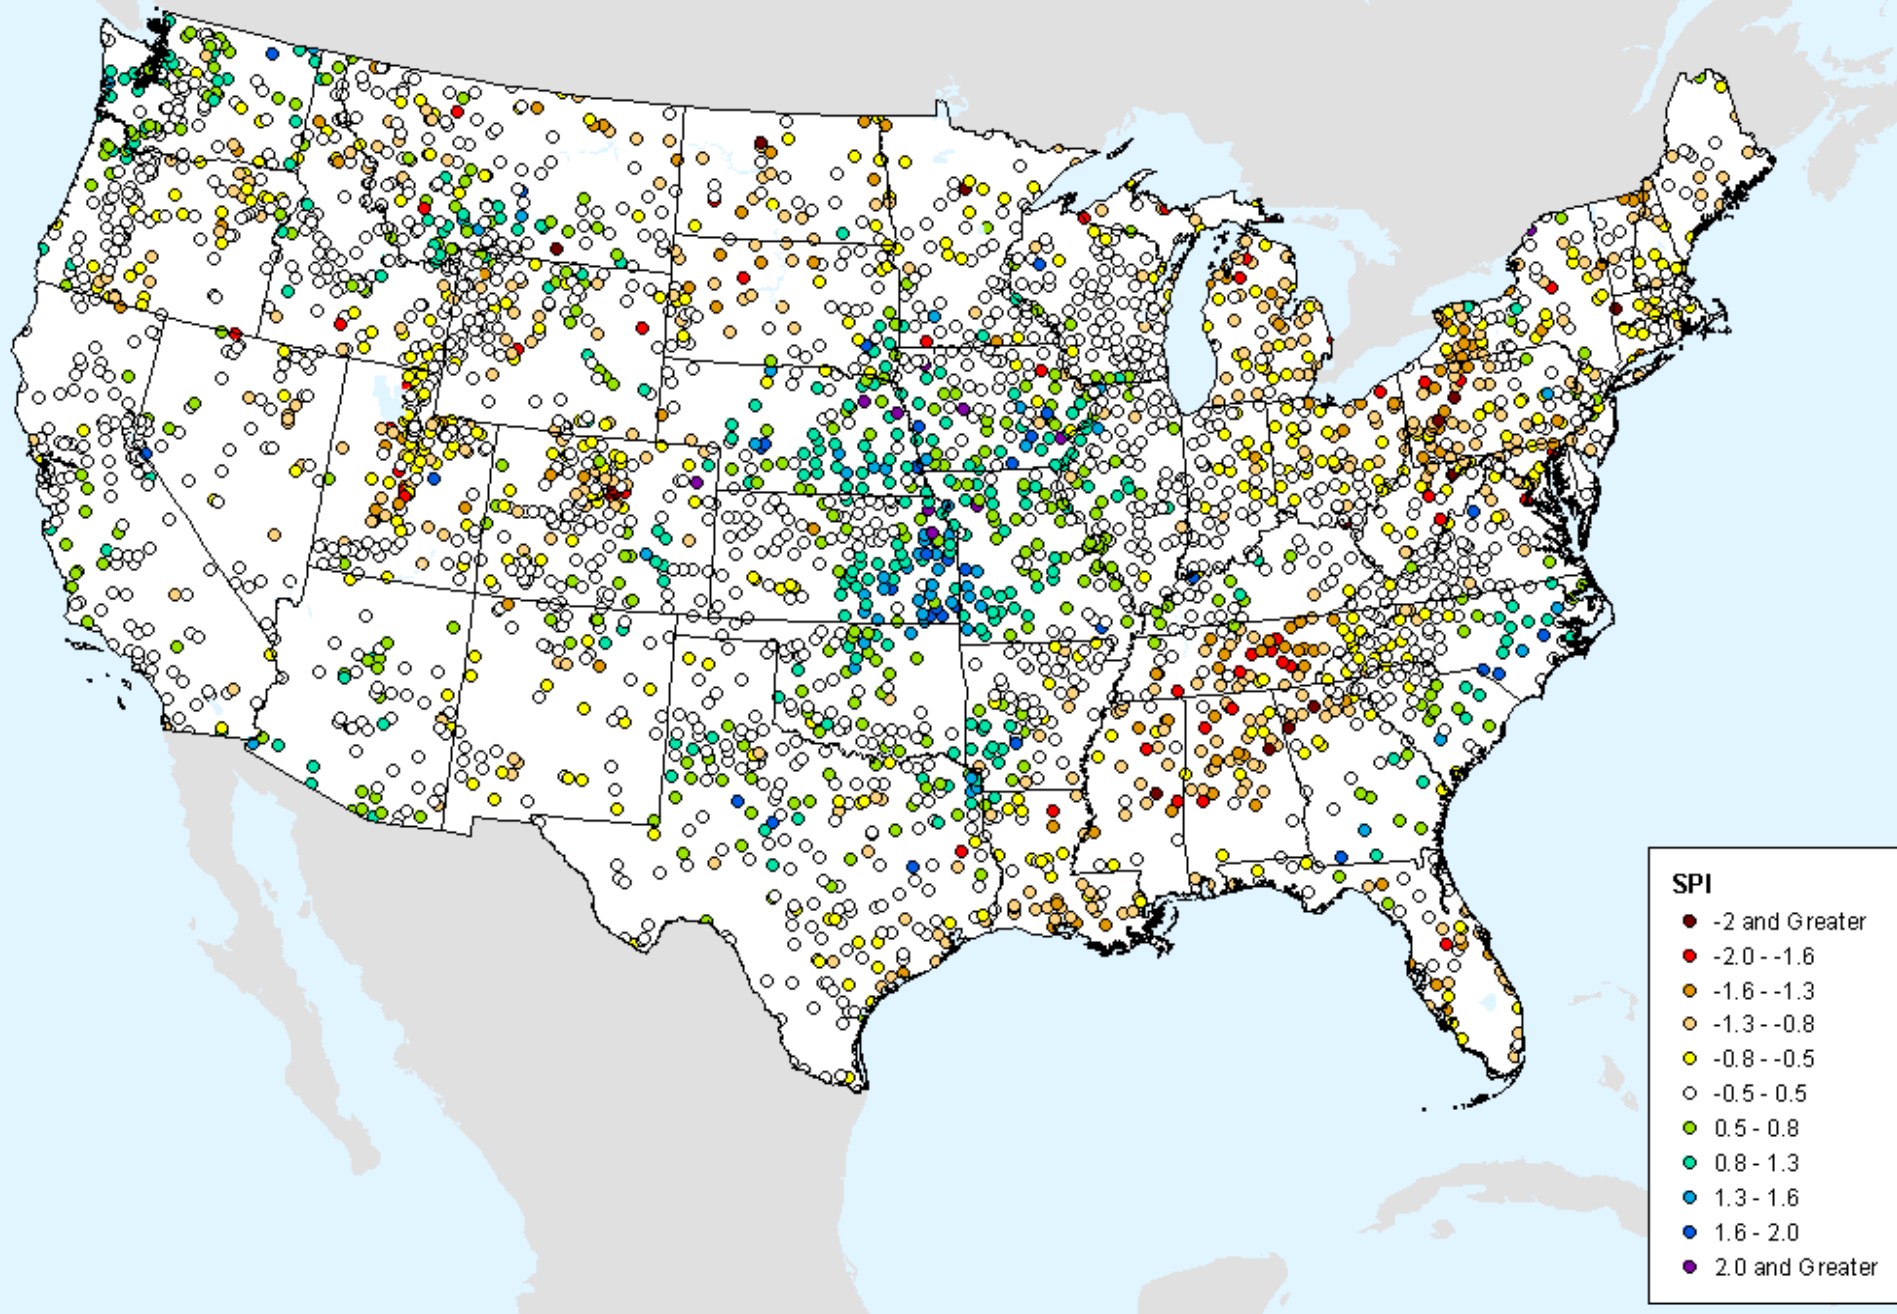 SPI
-2 and Greater
-2.0 - -1.6
-1.6 - -1.3
-1.3 - -0.8
-0.8 - -0.5
-0.5 - 0.5
0.5 - 0.8
0.8 - 1.3
1.3 - 1.6
1.6 - 2.0
2.0 and Greater